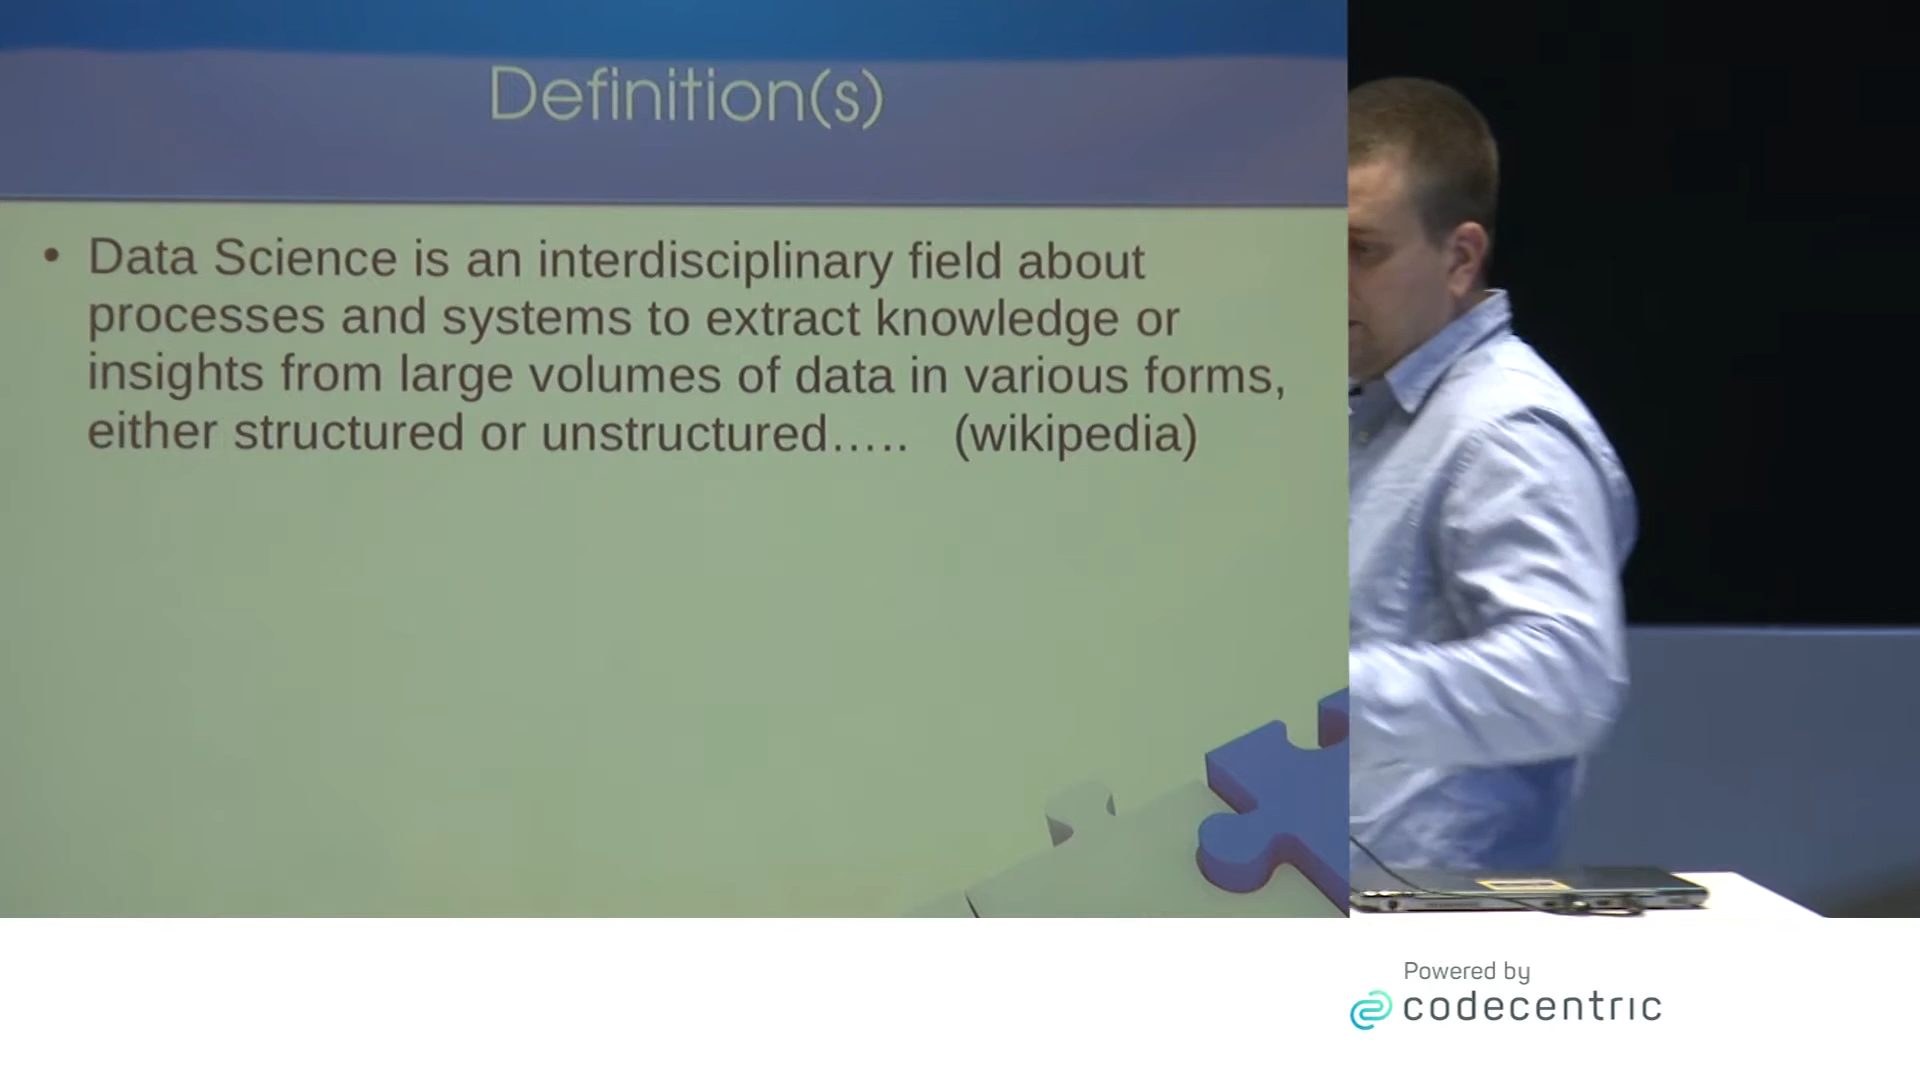 Definition(s)
• Data Science is an interdisciplinary field about
processes and systems to extract knowledge or
insights from large volumes of data in various forms,
either structured or unstructured..... (wikipedia)
Powered by
codecentric